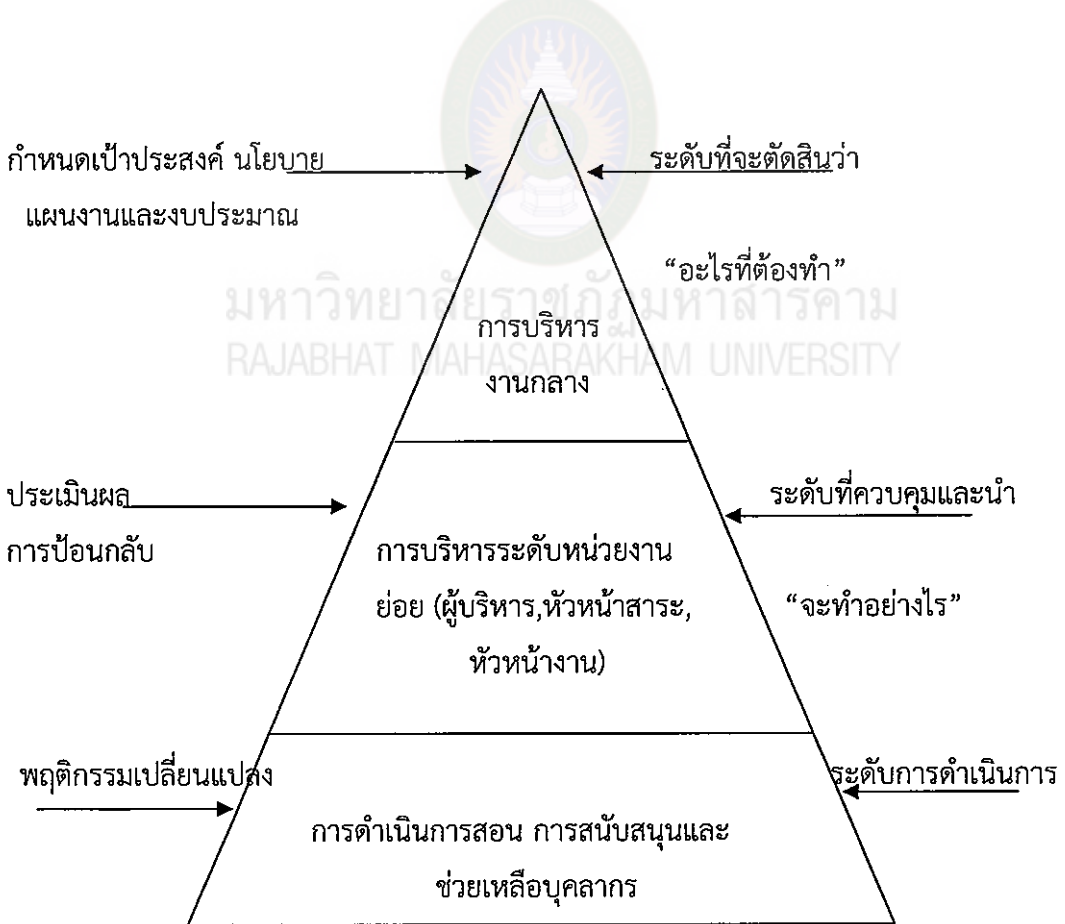 กำหนดเป้าประสงค์ นโยบาย
แผนงานและงบประมาณ
ระดับที่จะตัดสินว่า
“อะไรที่ต้องทำ”
มหาวิทยาลัยราชภัฏมหาสารคาม
RAJABHAT MAHASARAKHAM UNIVERSITY
การบริหาร
งานกลาง
ประเมินผล
การป้อนกลับ
ระดับที่ควบคุมและนำ
“จะทำอย่างไร”
การบริหารระดับหน่วยงาน
ย่อย (ผู้บริหาร,หัวหน้าสาระ,
หัวหน้างาน)
พฤติกรรมเปลี่ยนแปลง
ระดับการดำเนินการ
การดำเนินการสอน การสนับสนุนและ
ช่วยเหลือบุคลากร